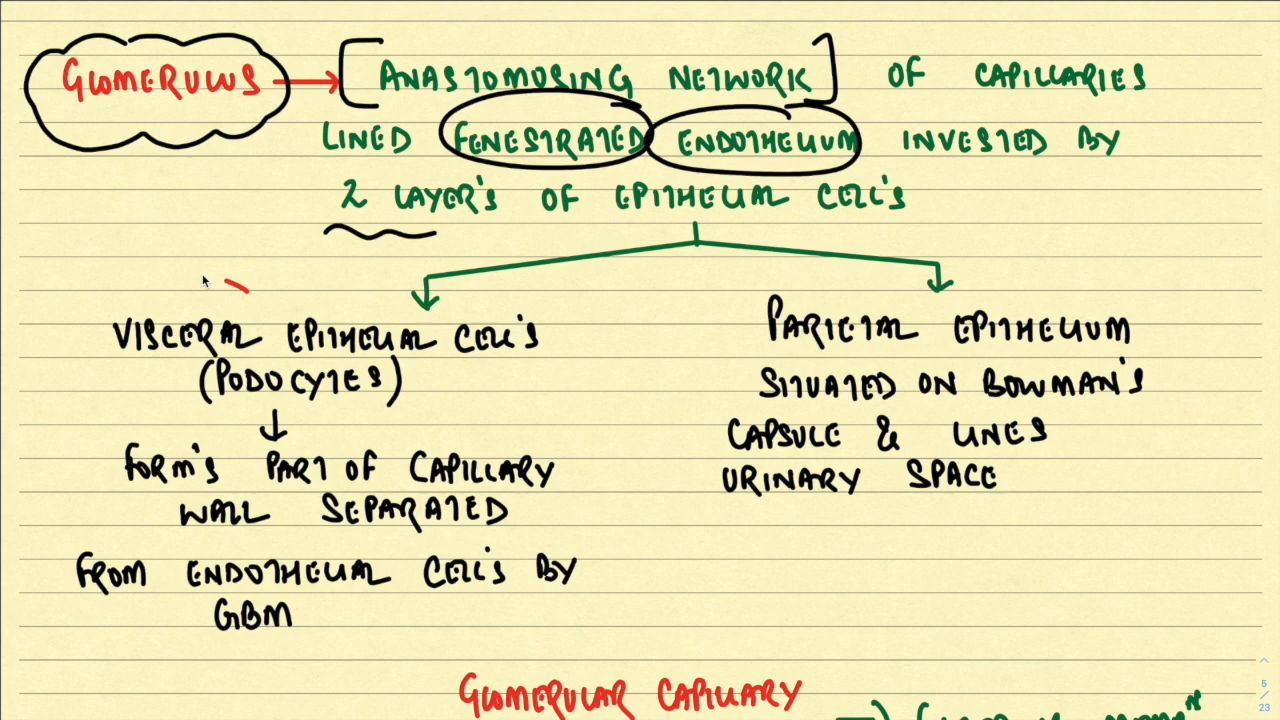 GLOMERULUS → [ANASTOMOSING NETWORK] OF CAPILLARIES
LINED FENESTRATED ENDOTHELIUM INVESTED BY
2 LAYER'S OF EPITHELIAL CELL'S
VISCERAL EPITHELIAL CELL'S
(PODOCYTES)
FORM'S PART OF CAPILLARY
WALL SEPARATED
FROM ENDOTHELIAL CELL'S BY
GBM
PARIETAL EPITHELIUM
SITUATED ON BOWMAN'S
CAPSULE & LINES
URINARY SPACE
GLOMERULAR CAPILLARY
5
/
23